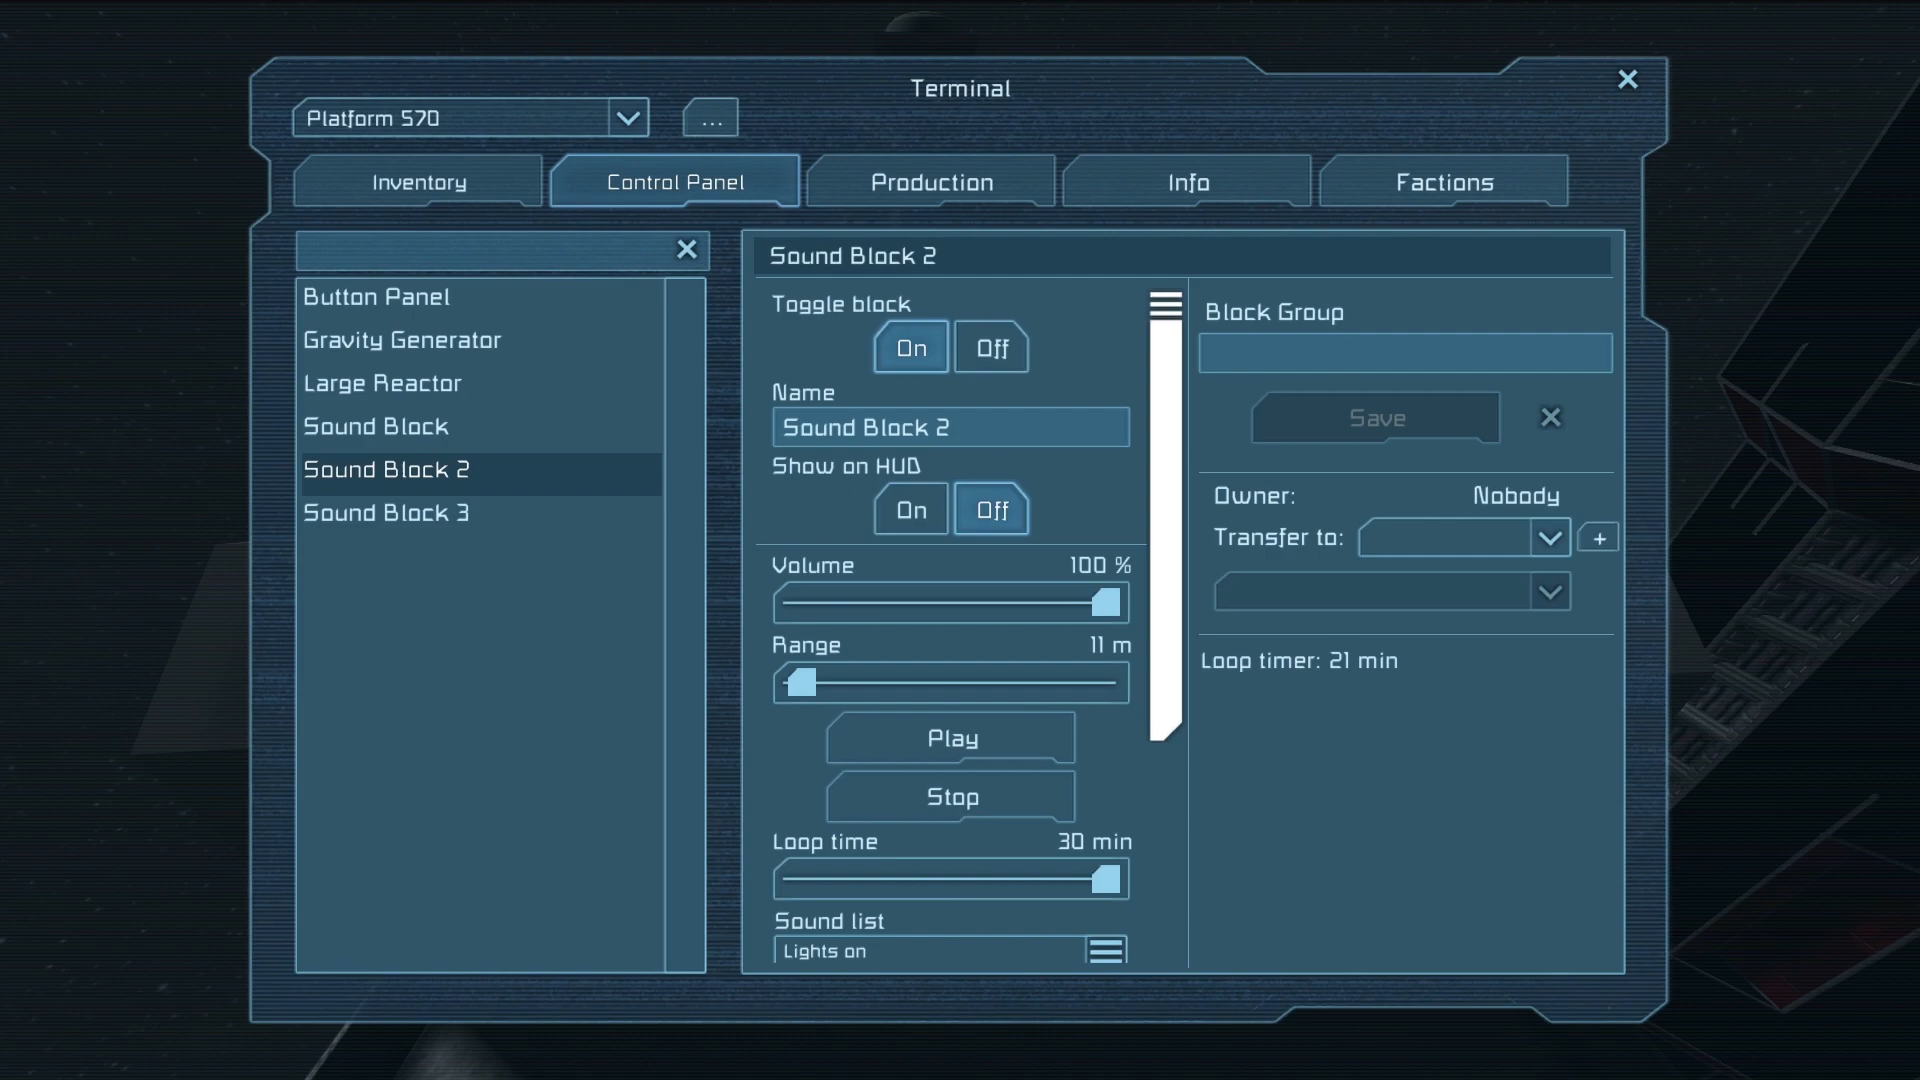 Terminal
Platform 570
...
Inventory
Control Panel
Production
Info
Factions
Button Panel
Gravity Generator
Large Reactor
Sound Block
Sound Block 2
Sound Block 3
Sound Block 2
Toggle block
On
Off
Name
Sound Block 2
Show on HUD
On
Off
Volume 100 %
Range 11 m
Play
Stop
Loop time 30 min
Sound list
Lights on
Block Group
Save
Owner: Nobody
Transfer to:
+
Loop timer: 21 min